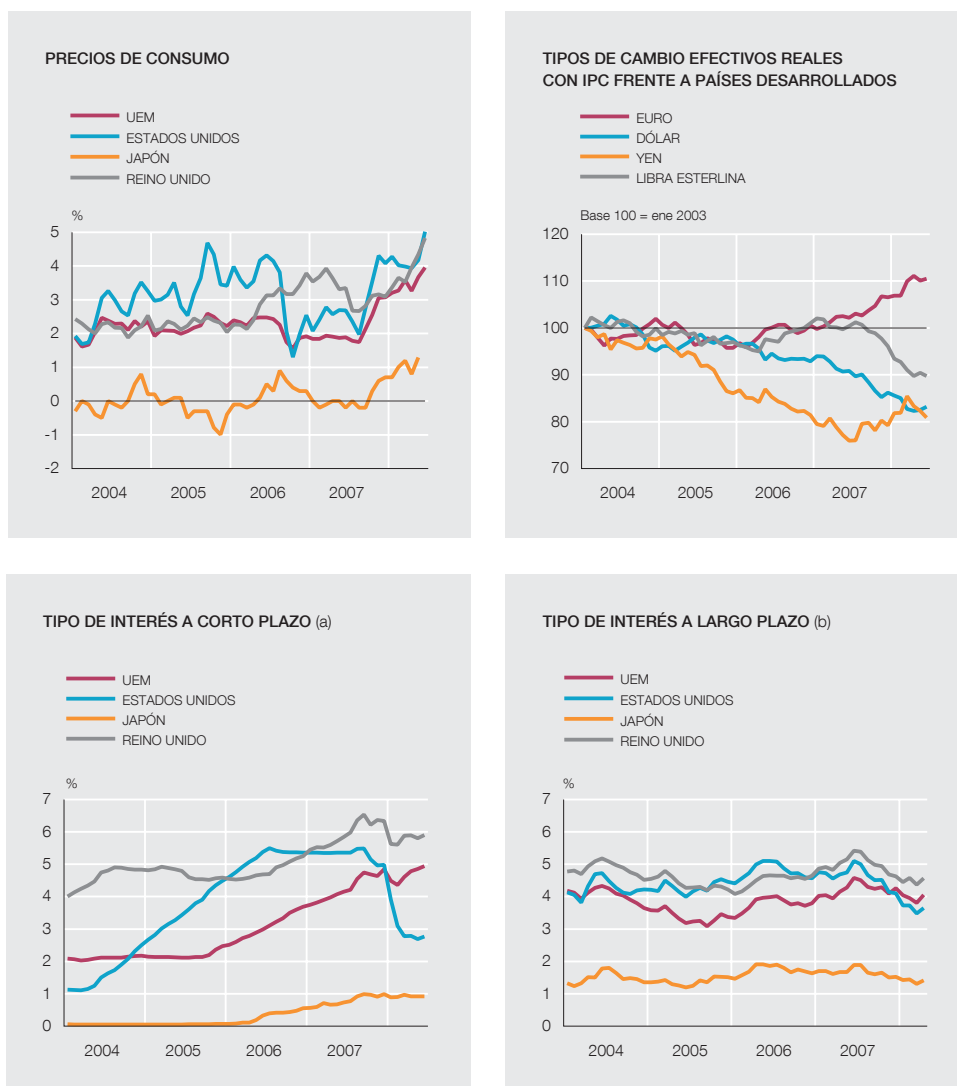 PRECIOS DE CONSUMO
UEM
ESTADOS UNIDOS
JAPÓN
REINO UNIDO
%
5
4
3
2
1
0
-1
-2
2004 2005 2006 2007
TIPOS DE CAMBIO EFECTIVOS REALES
CON IPC FRENTE A PAÍSES DESARROLLADOS
EURO
DÓLAR
YEN
LIBRA ESTERLINA
Base 100 = ene 2003
120
110
100
90
80
70
2004 2005 2006 2007
TIPO DE INTERÉS A CORTO PLAZO (a)
UEM
ESTADOS UNIDOS
JAPÓN
REINO UNIDO
%
7
6
5
4
3
2
1
0
2004 2005 2006 2007
TIPO DE INTERÉS A LARGO PLAZO (b)
UEM
ESTADOS UNIDOS
JAPÓN
REINO UNIDO
%
7
6
5
4
3
2
1
0
2004 2005 2006 2007